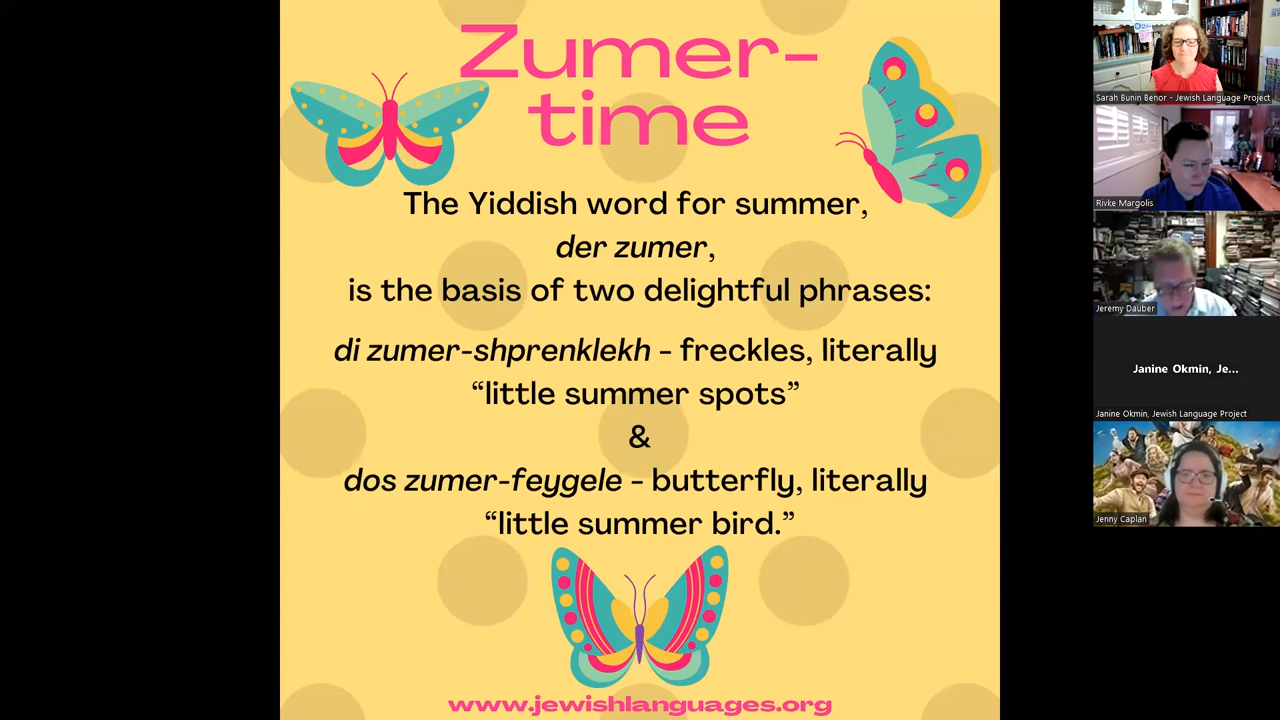 Zumer-
time
The Yiddish word for summer,
der zumer,
is the basis of two delightful phrases:
di zumer-shprenklekh - freckles, literally
“little summer spots”
&
dos zumer-feygele - butterfly, literally
“little summer bird.”
www.jewishlanguages.org
Sarah Bunin Benor - Jewish Language Project
Rivke Margolis
Jeremy Dauber
Janine Okmin, Je...
Janine Okmin, Jewish Language Project
Jenny Caplan